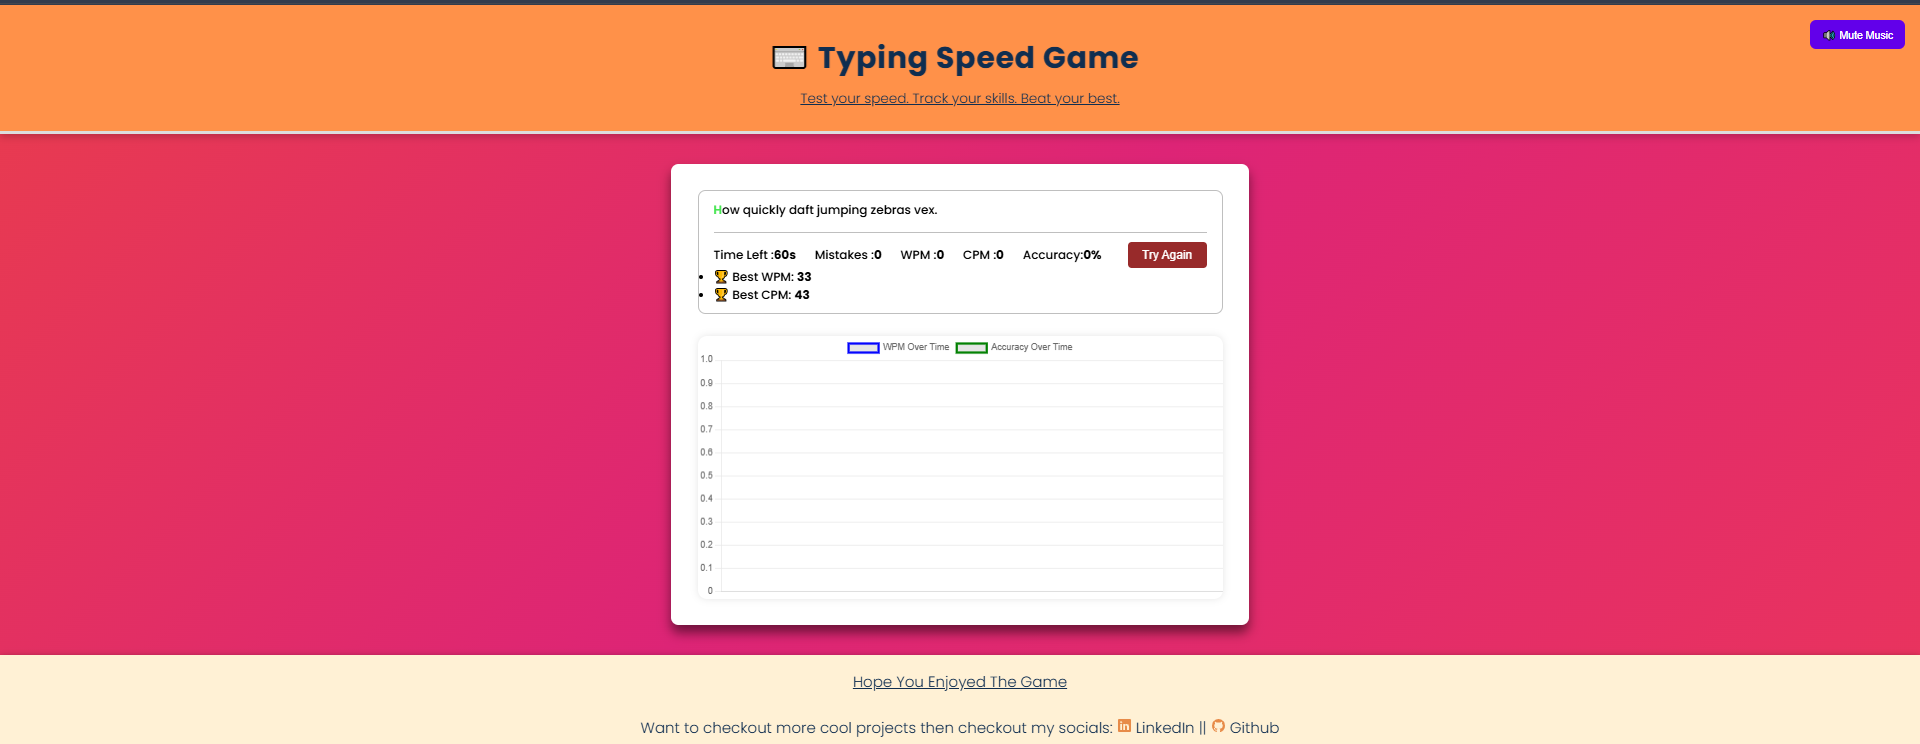 Typing Speed Game
Mute Music
Test your speed. Track your skills. Beat your best.
How quickly daft jumping zebras vex.
Time Left :60s Mistakes :0 WPM :0 CPM :0 Accuracy:0% Try Again
Best WPM: 33
Best CPM: 43
WPM Over Time Accuracy Over Time
1.0
0.9
0.8
0.7
0.6
0.5
0.4
0.3
0.2
0.1
0
Hope You Enjoyed The Game
Want to checkout more cool projects then checkout my socials: LinkedIn || Github